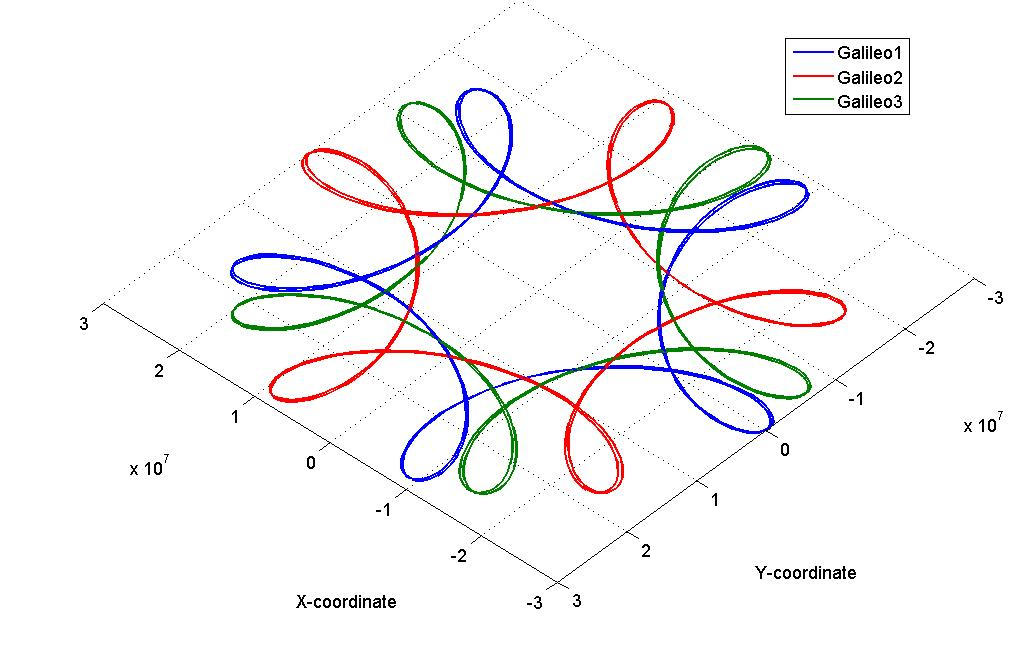 Galileo1
Galileo2
Galileo3
3
2
1
0
-1
-2
-3
x 10^7
X-coordinate
-3
-2
-1
0
1
2
3
x 10^7
Y-coordinate